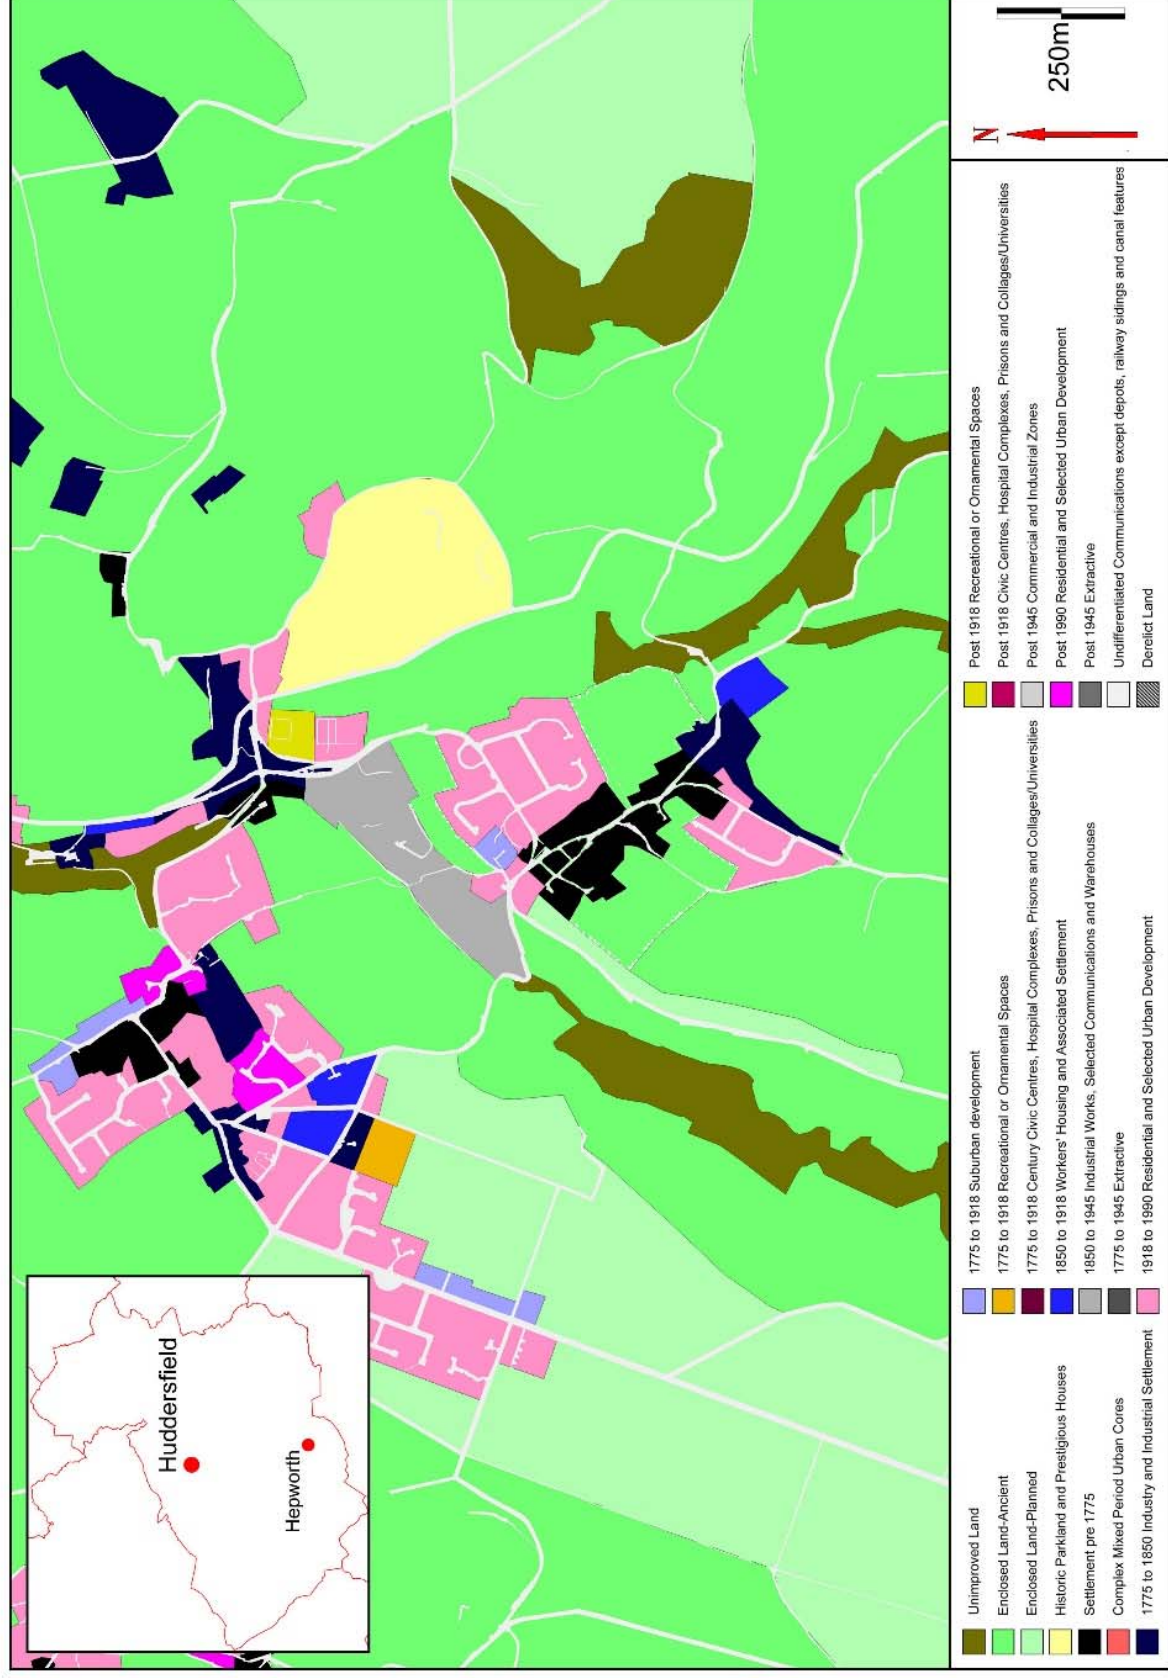 Huddersfield
Hepworth
Unimproved Land
Enclosed Land-Ancient
Enclosed Land-Planned
Historic Parkland and Prestigious Houses
Settlement pre 1775
Complex Mixed Period Urban Cores
1775 to 1850 Industry and Industrial Settlement
1775 to 1918 Suburban development
1775 to 1918 Recreational or Ornamental Spaces
1775 to 1918 Century Civic Centres, Hospital Complexes, Prisons and Collages/Universities
1850 to 1918 Workers' Housing and Associated Settlement
1850 to 1945 Industrial Works, Selected Communications and Warehouses
1775 to 1945 Extractive
1918 to 1990 Residential and Selected Urban Development
Post 1918 Recreational or Ornamental Spaces
Post 1918 Civic Centres, Hospital Complexes, Prisons and Collages/Universities
Post 1945 Commercial and Industrial Zones
Post 1990 Residential and Selected Urban Development
Post 1945 Extractive
Undifferentiated Communications except depots, railway sidings and canal features
Derelict Land
N
250m